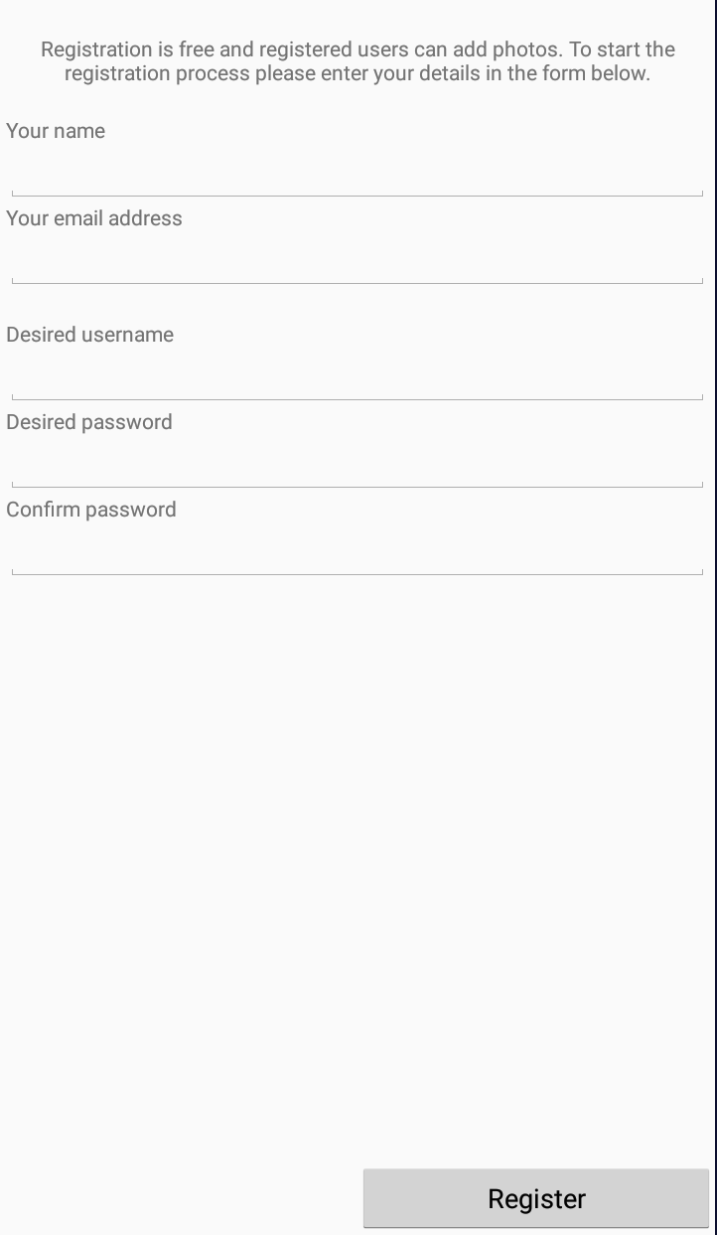 Registration is free and registered users can add photos. To start the
registration process please enter your details in the form below.
Your name
Your email address
Desired username
Desired password
Confirm password
Register